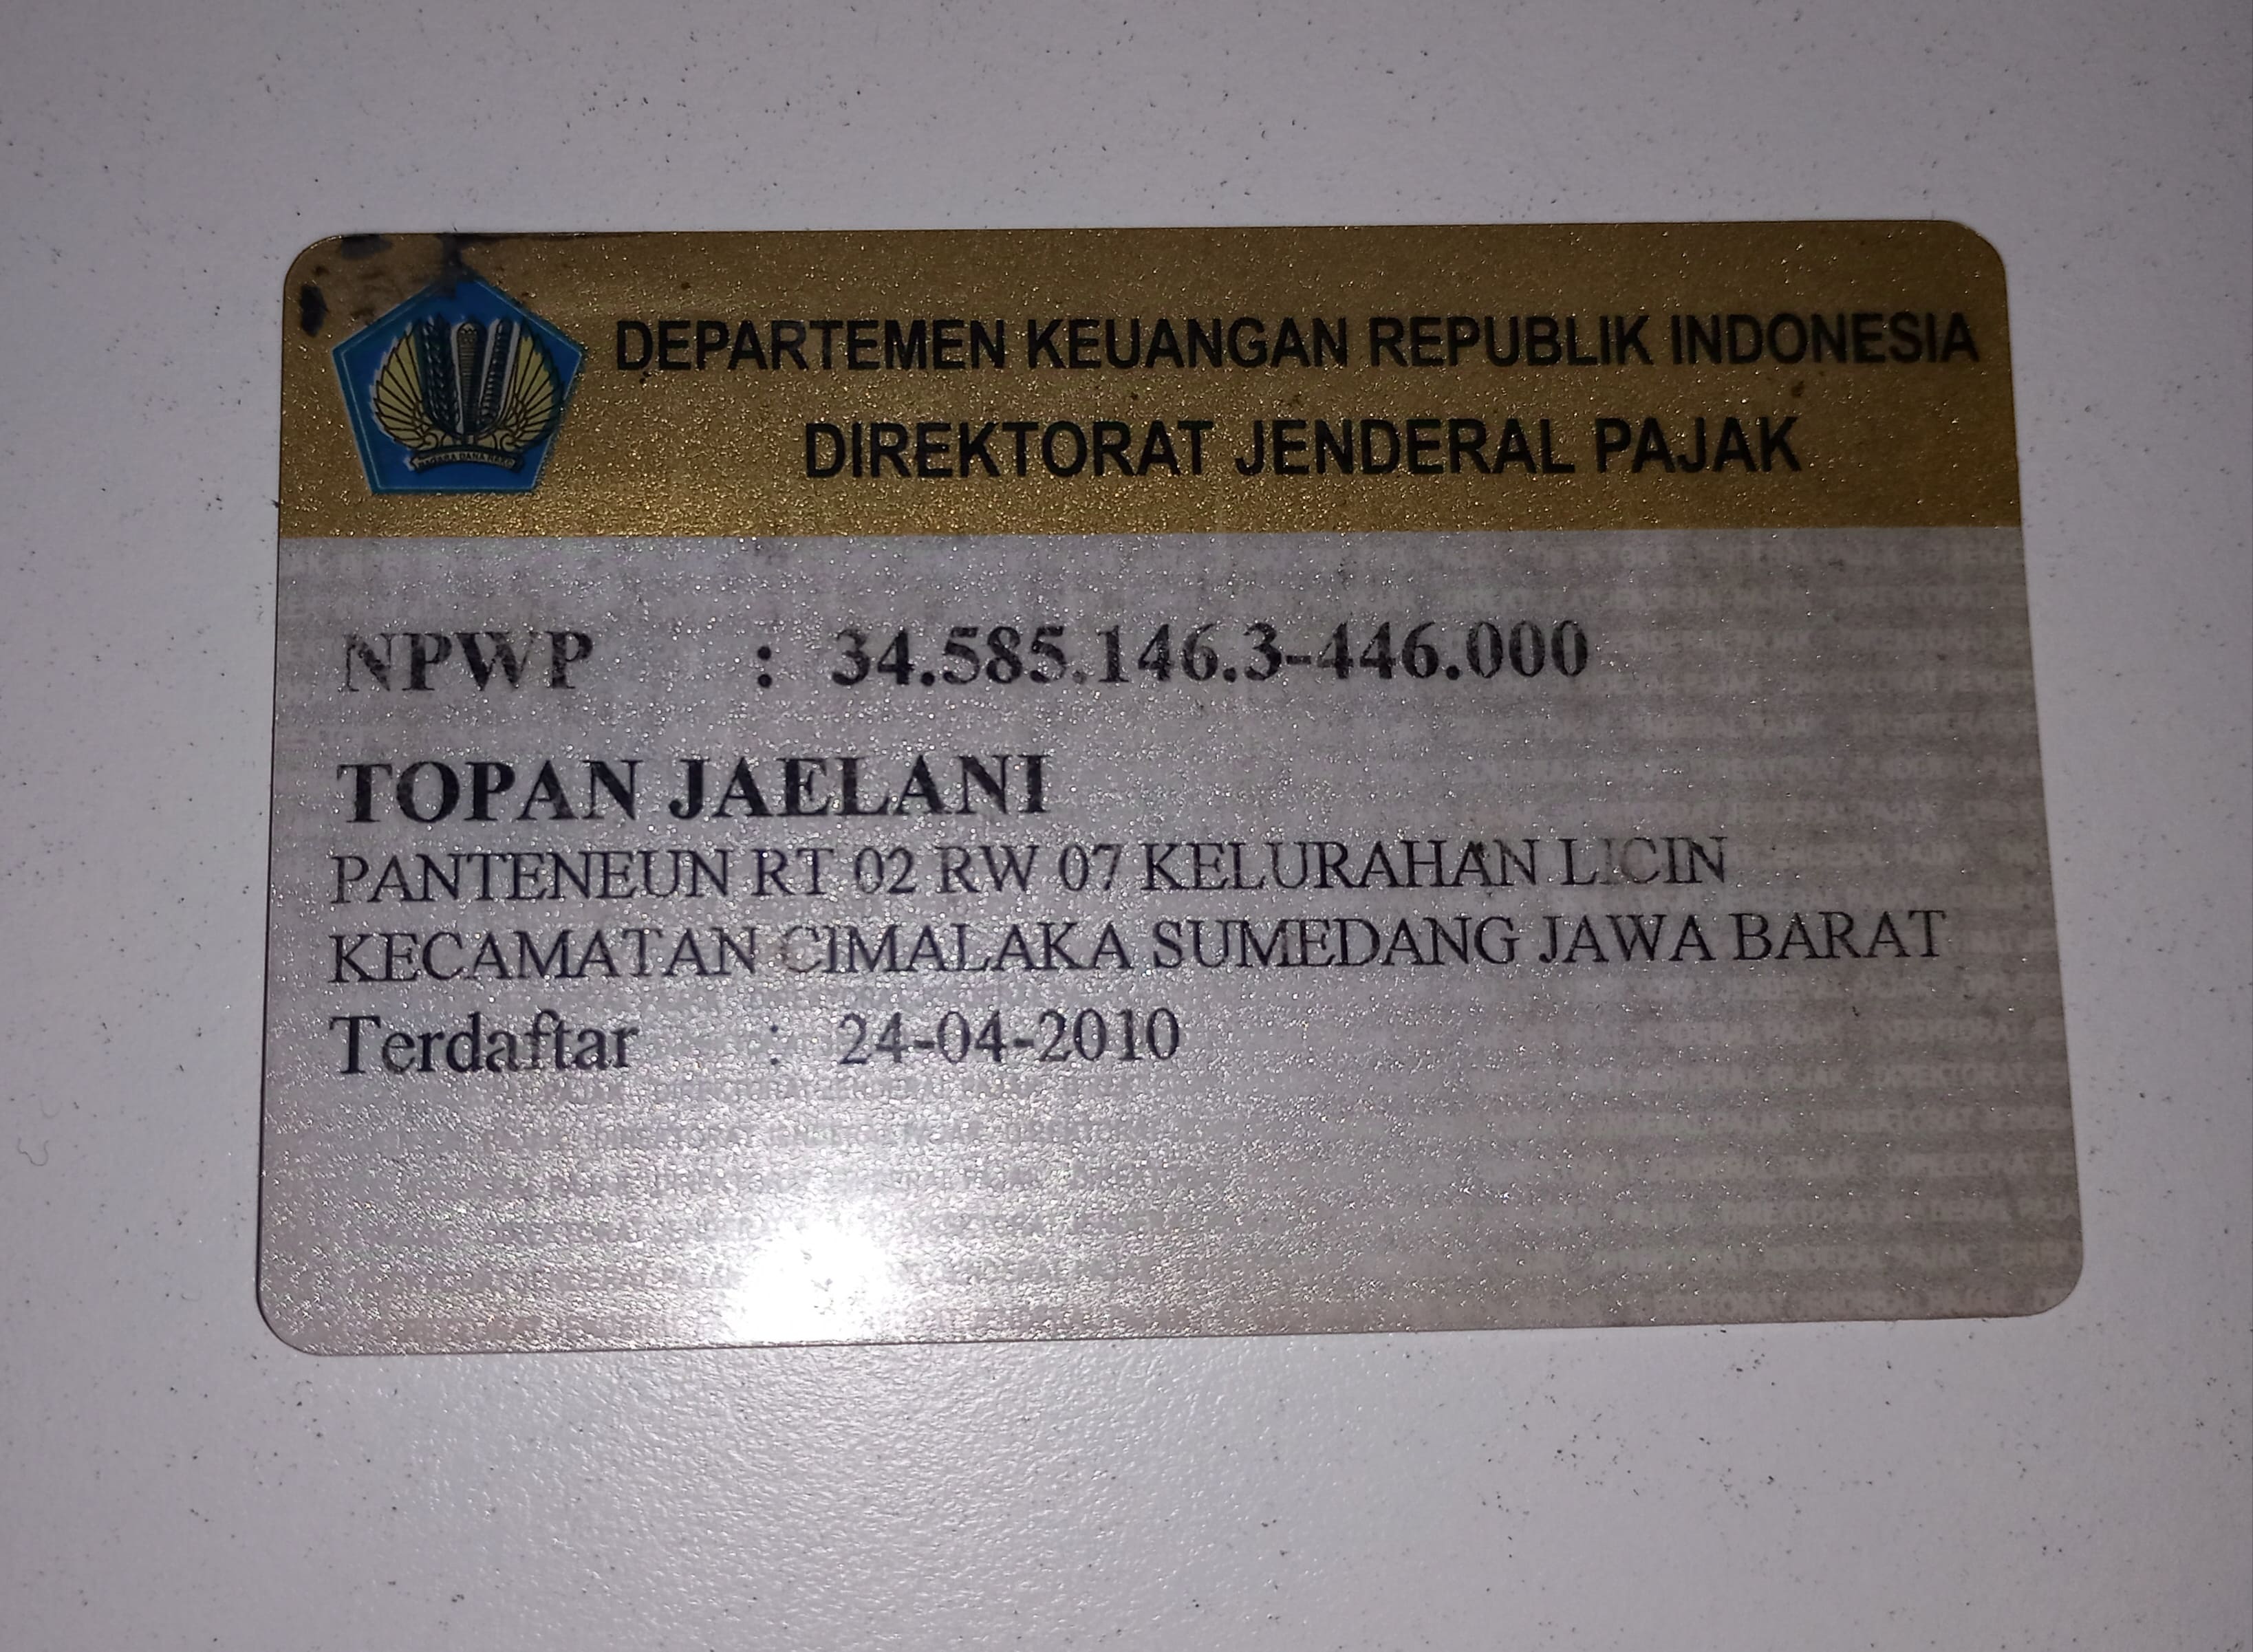 DEPARTEMEN KEUANGAN REPUBLIK INDONESIA
DIREKTORAT JENDERAL PAJAK
NPWP : 34.585.146.3-446.000
TOPAN JAELANI
PANTENEUN RT 02 RW 07 KELURAHAN LICIN
KECAMATAN CIMALAKA SUMEDANG JAWA BARAT
Terdaftar : 24-04-2010